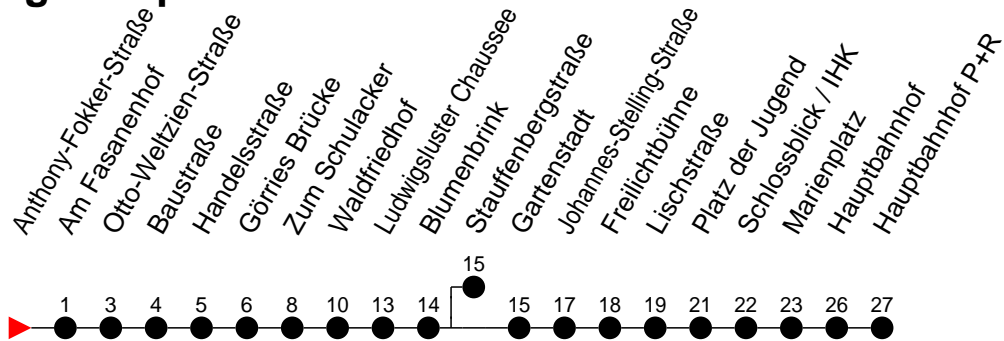 Anthony-Fokker-Straße
Am Fasanenhof
Otto-Weltzien-Straße
Baustraße
Handelsstraße
Görries Brücke
Zum Schulacker
Waldfriedhof
Ludwigsluster Chaussee
Blumenbrink
Stauffenbergstraße
Gartenstadt
Johannes-Stelling-Straße
Freilichtbühne
Lischstraße
Platz der Jugend
Schlossblick / IHK
Marienplatz
Hauptbahnhof
Hauptbahnhof P+R
15
1 3 4 5 6 8 10 13 14 15 17 18 19 21 22 23 26 27